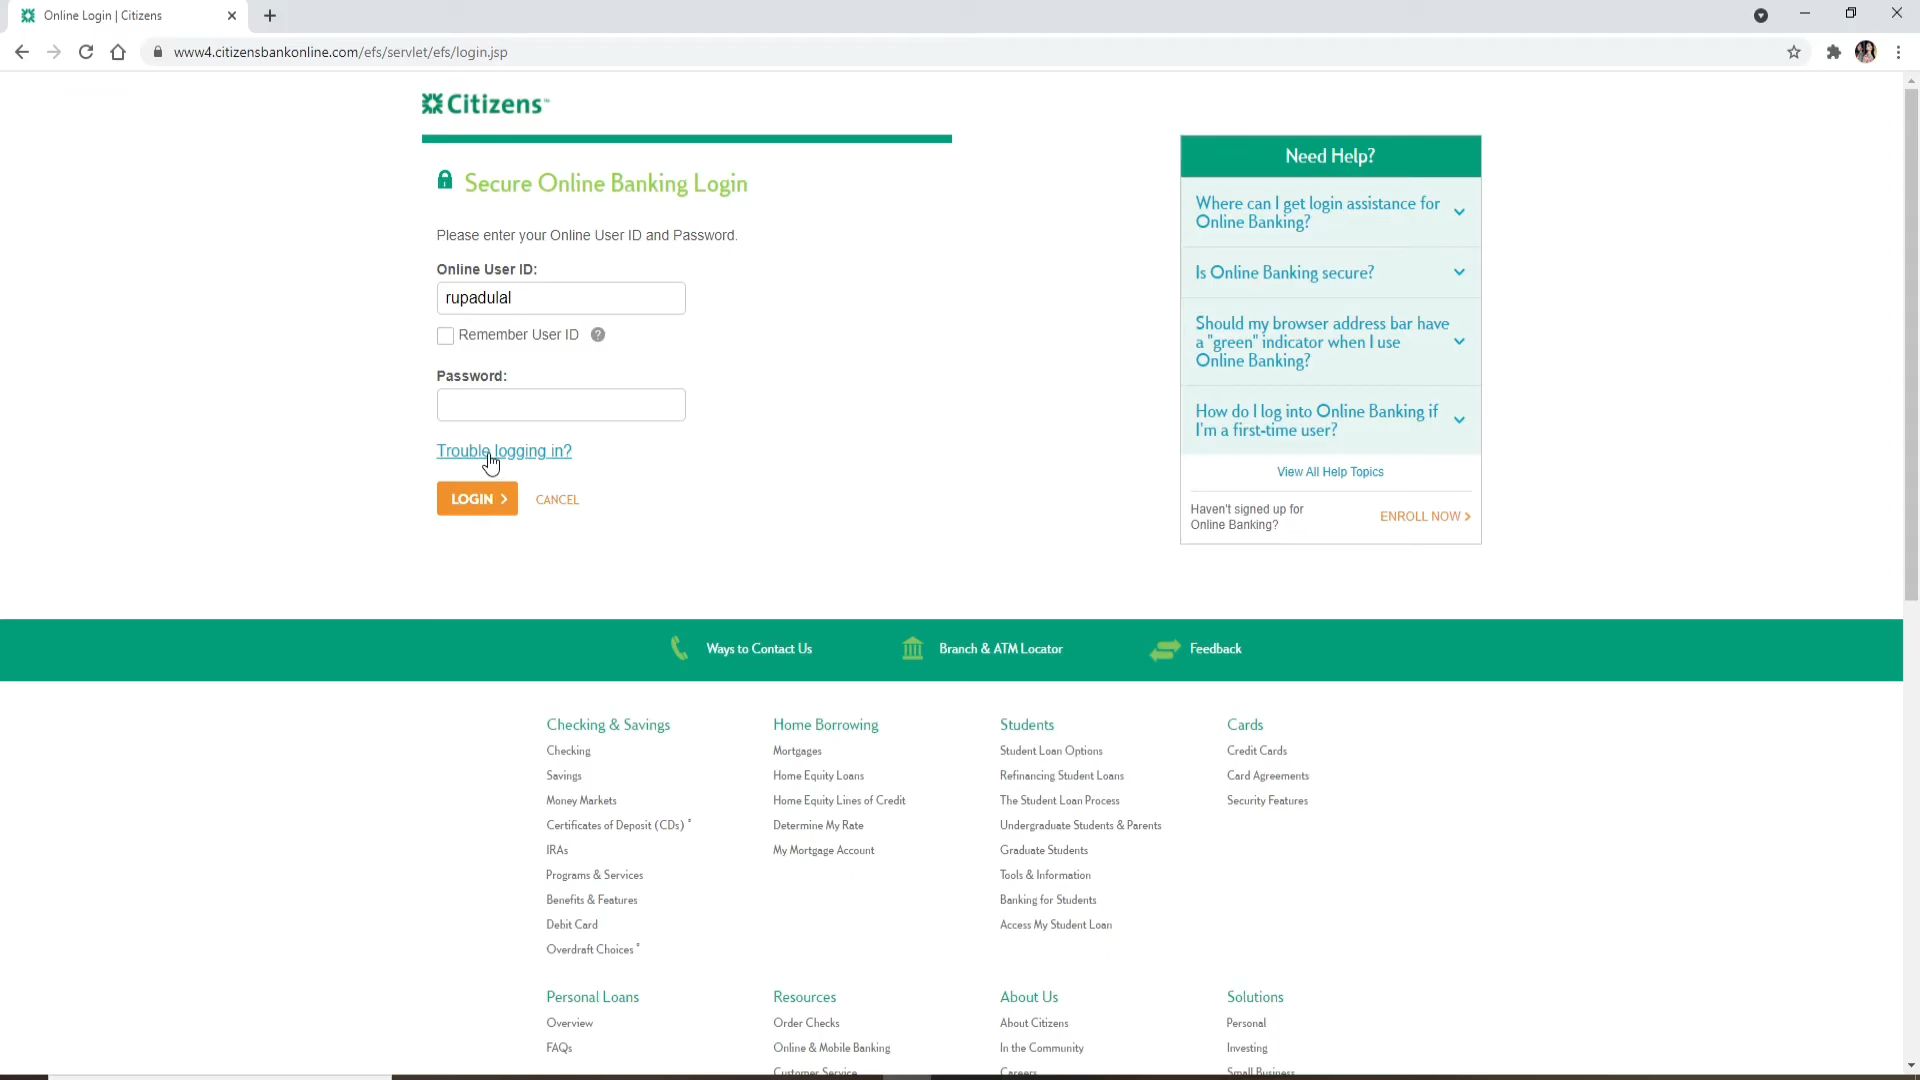 Online Login | Citizens
www4.citizensbankonline.com/efs/servlet/efs/login.jsp
Citizens™
Secure Online Banking Login
Please enter your Online User ID and Password.
Online User ID:
rupadulal
Remember User ID
?
Password:
Trouble logging in?
LOGIN
CANCEL
Need Help?
Where can I get login assistance for
Online Banking?
Is Online Banking secure?
Should my browser address bar have
a "green" indicator when I use
Online Banking?
How do I log into Online Banking if
I'm a first-time user?
View All Help Topics
Haven't signed up for
Online Banking?
ENROLL NOW
Ways to Contact Us
Branch & ATM Locator
Feedback
Checking & Savings
Checking
Savings
Money Markets
Certificates of Deposit (CDs)
IRAs
Programs & Services
Benefits & Features
Debit Card
Overdraft Choices
Home Borrowing
Mortgages
Home Equity Loans
Home Equity Lines of Credit
Determine My Rate
My Mortgage Account
Students
Student Loan Options
Refinancing Student Loans
The Student Loan Process
Undergraduate Students & Parents
Graduate Students
Tools & Information
Banking for Students
Access My Student Loan
Cards
Credit Cards
Card Agreements
Security Features
Personal Loans
Overview
FAQs
Resources
Order Checks
Online & Mobile Banking
Customer Service
About Us
About Citizens
In the Community
Careers
Solutions
Personal
Investing
Small Business